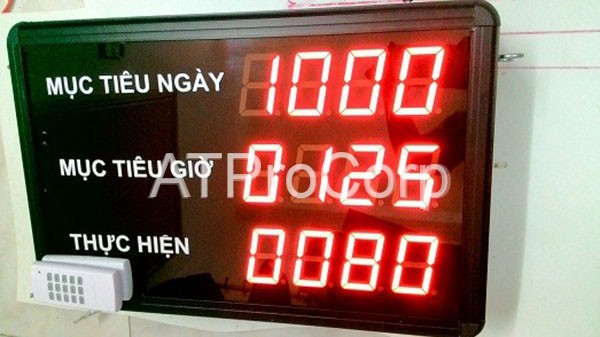 MỤC TIÊU NGÀY 1000
MỤC TIÊU GIỜ 0125
ATProCorp
THỰC HIỆN 0080